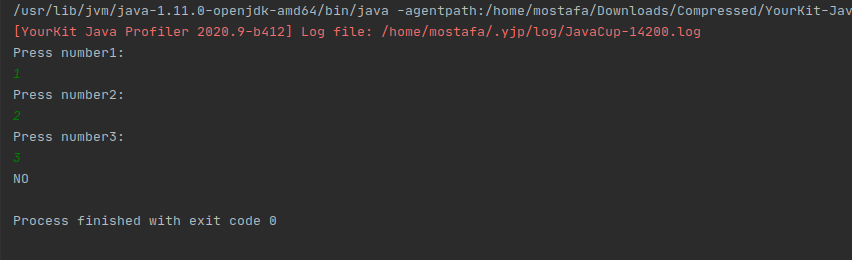 /usr/lib/jvm/java-1.11.0-openjdk-amd64/bin/java -agentpath:/home/mostafa/Downloads/Compressed/YourKit-Jav
[YourKit Java Profiler 2020.9-b412] Log file: /home/mostafa/.yjp/log/JavaCup-14200.log
Press number1:
1
Press number2:
2
Press number3:
3
NO
Process finished with exit code 0